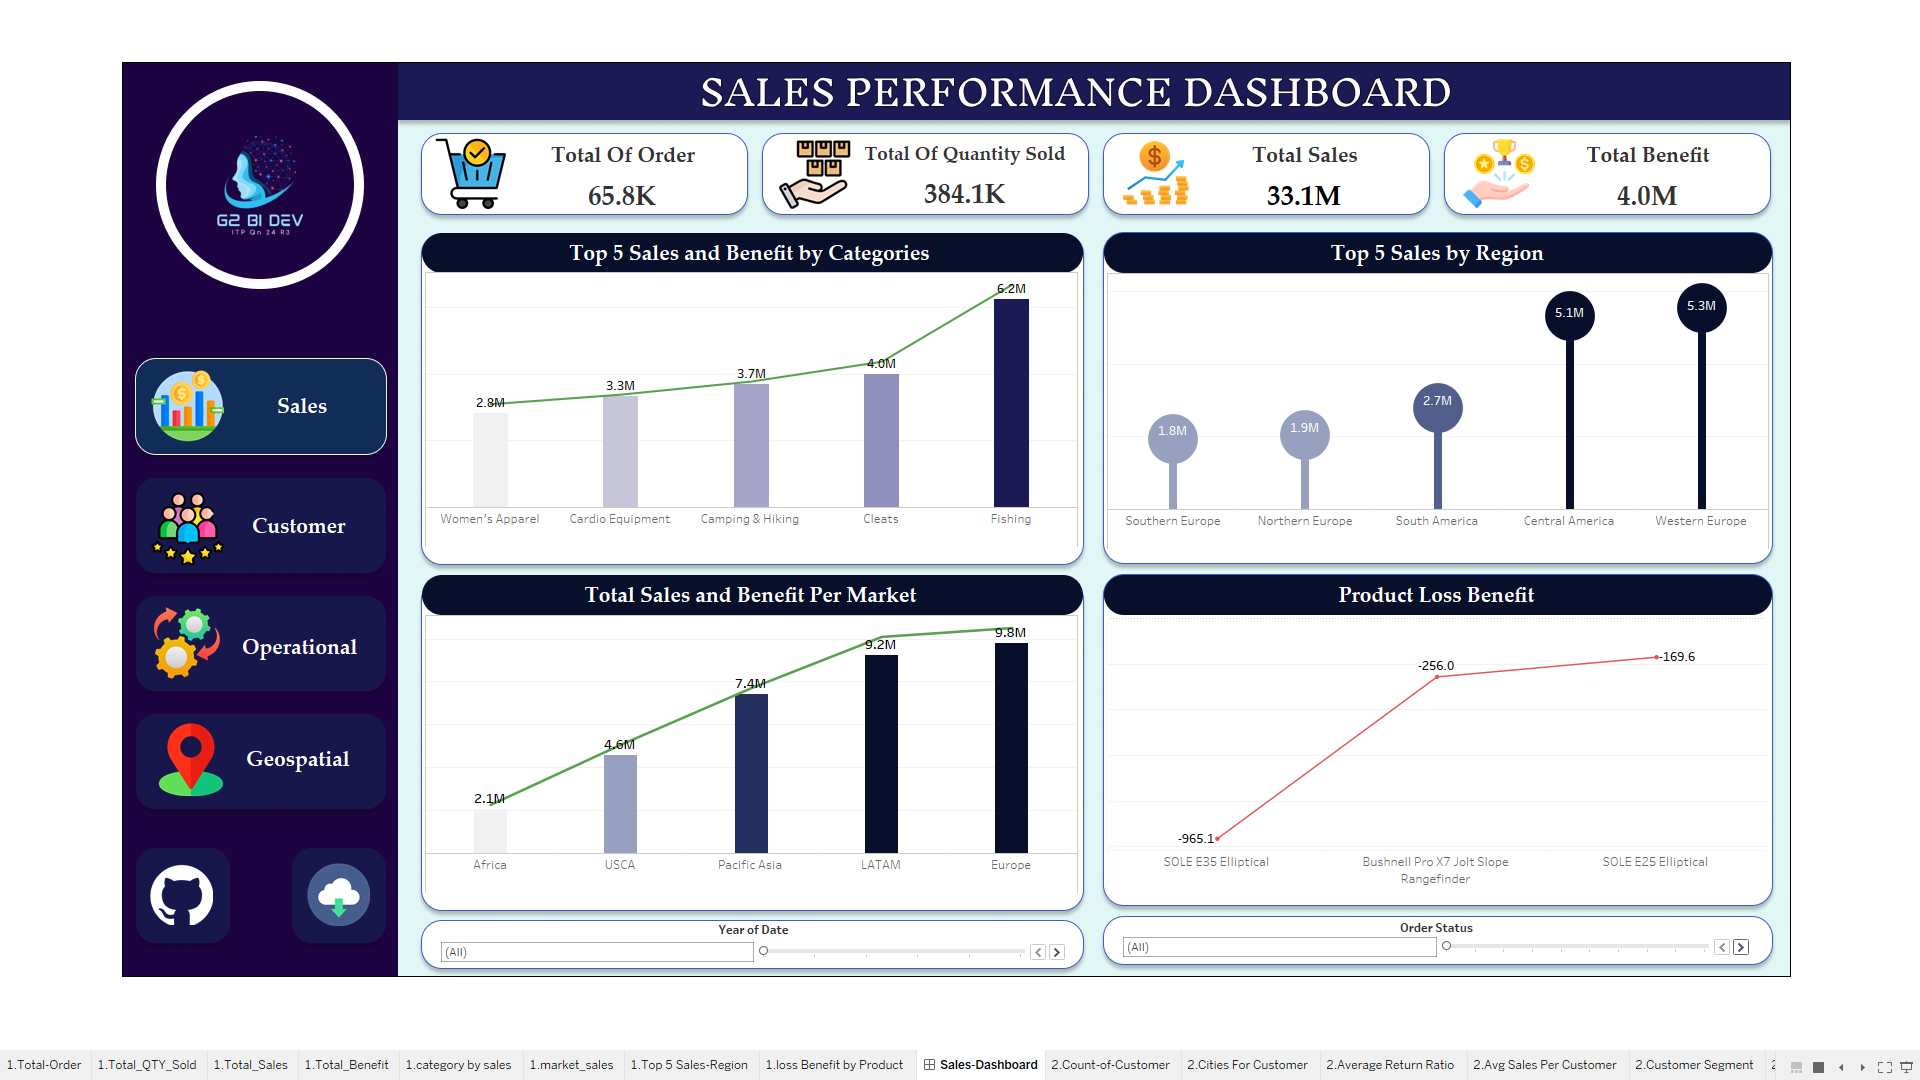 SALES PERFORMANCE DASHBOARD
G2 BI DEV
ITP Qn 24 R3
Total Of Order
65.8K
Total Of Quantity Sold
384.1K
Total Sales
33.1M
Total Benefit
4.0M
Sales
Customer
Operational
Geospatial
Top 5 Sales and Benefit by Categories
2.8M
3.3M
3.7M
4.0M
6.2M
Women's Apparel
Cardio Equipment
Camping & Hiking
Cleats
Fishing
Top 5 Sales by Region
1.8M
1.9M
2.7M
5.1M
5.3M
Southern Europe
Northern Europe
South America
Central America
Western Europe
Total Sales and Benefit Per Market
2.1M
4.6M
7.4M
9.2M
9.8M
Africa
USCA
Pacific Asia
LATAM
Europe
Product Loss Benefit
-965.1
-256.0
-169.6
SOLE E35 Elliptical
Bushnell Pro X7 Jolt Slope
Rangefinder
SOLE E25 Elliptical
Year of Date
(All)
Order Status
(All)
1.Total-Order
1.Total_QTY_Sold
1.Total_Sales
1.Total_Benefit
1.category by sales
1.market_sales
1.Top 5 Sales-Region
1.loss Benefit by Product
Sales-Dashboard
2.Count-of-Customer
2.Cities For Customer
2.Average Return Ratio
2.Avg Sales Per Customer
2.Customer Segment